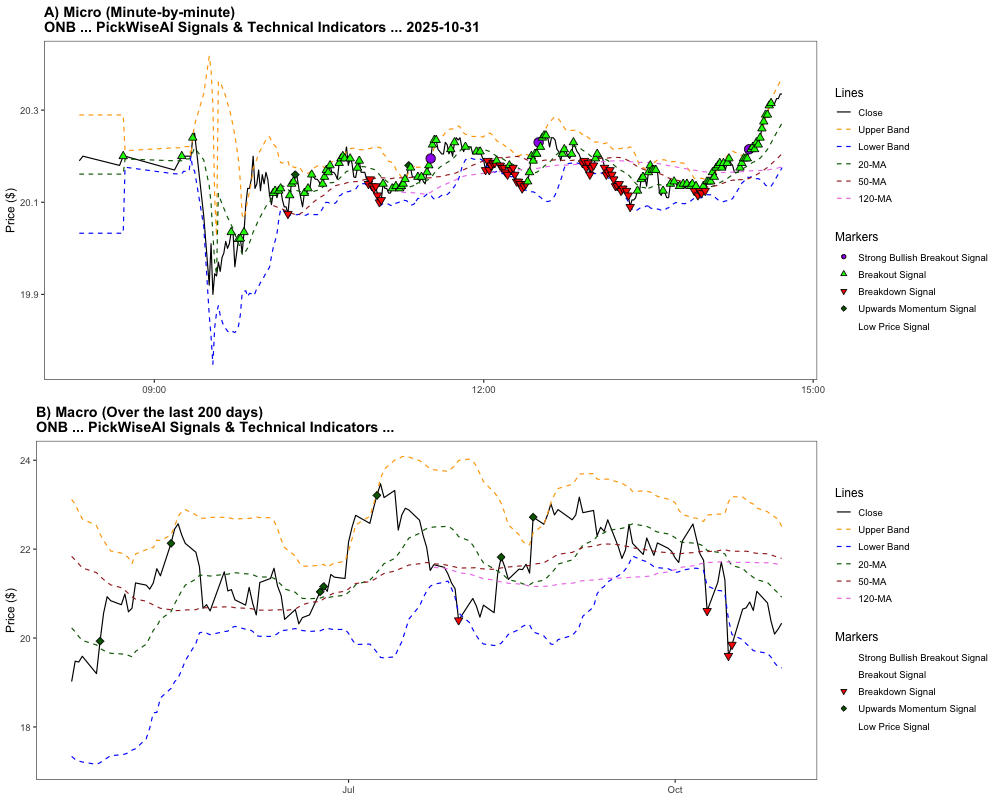 A) Micro (Minute-by-minute)
ONB ... PickWiseAI Signals & Technical Indicators ... 2025-10-31
Price ($)
20.3
20.1
19.9
09:00
12:00
15:00
Lines
Close
Upper Band
Lower Band
20-MA
50-MA
120-MA
Markers
Strong Bullish Breakout Signal
Breakout Signal
Breakdown Signal
Upwards Momentum Signal
Low Price Signal
B) Macro (Over the last 200 days)
ONB ... PickWiseAI Signals & Technical Indicators ...
Price ($)
24
22
20
18
Jul
Oct
Lines
Close
Upper Band
Lower Band
20-MA
50-MA
120-MA
Markers
Strong Bullish Breakout Signal
Breakout Signal
Breakdown Signal
Upwards Momentum Signal
Low Price Signal